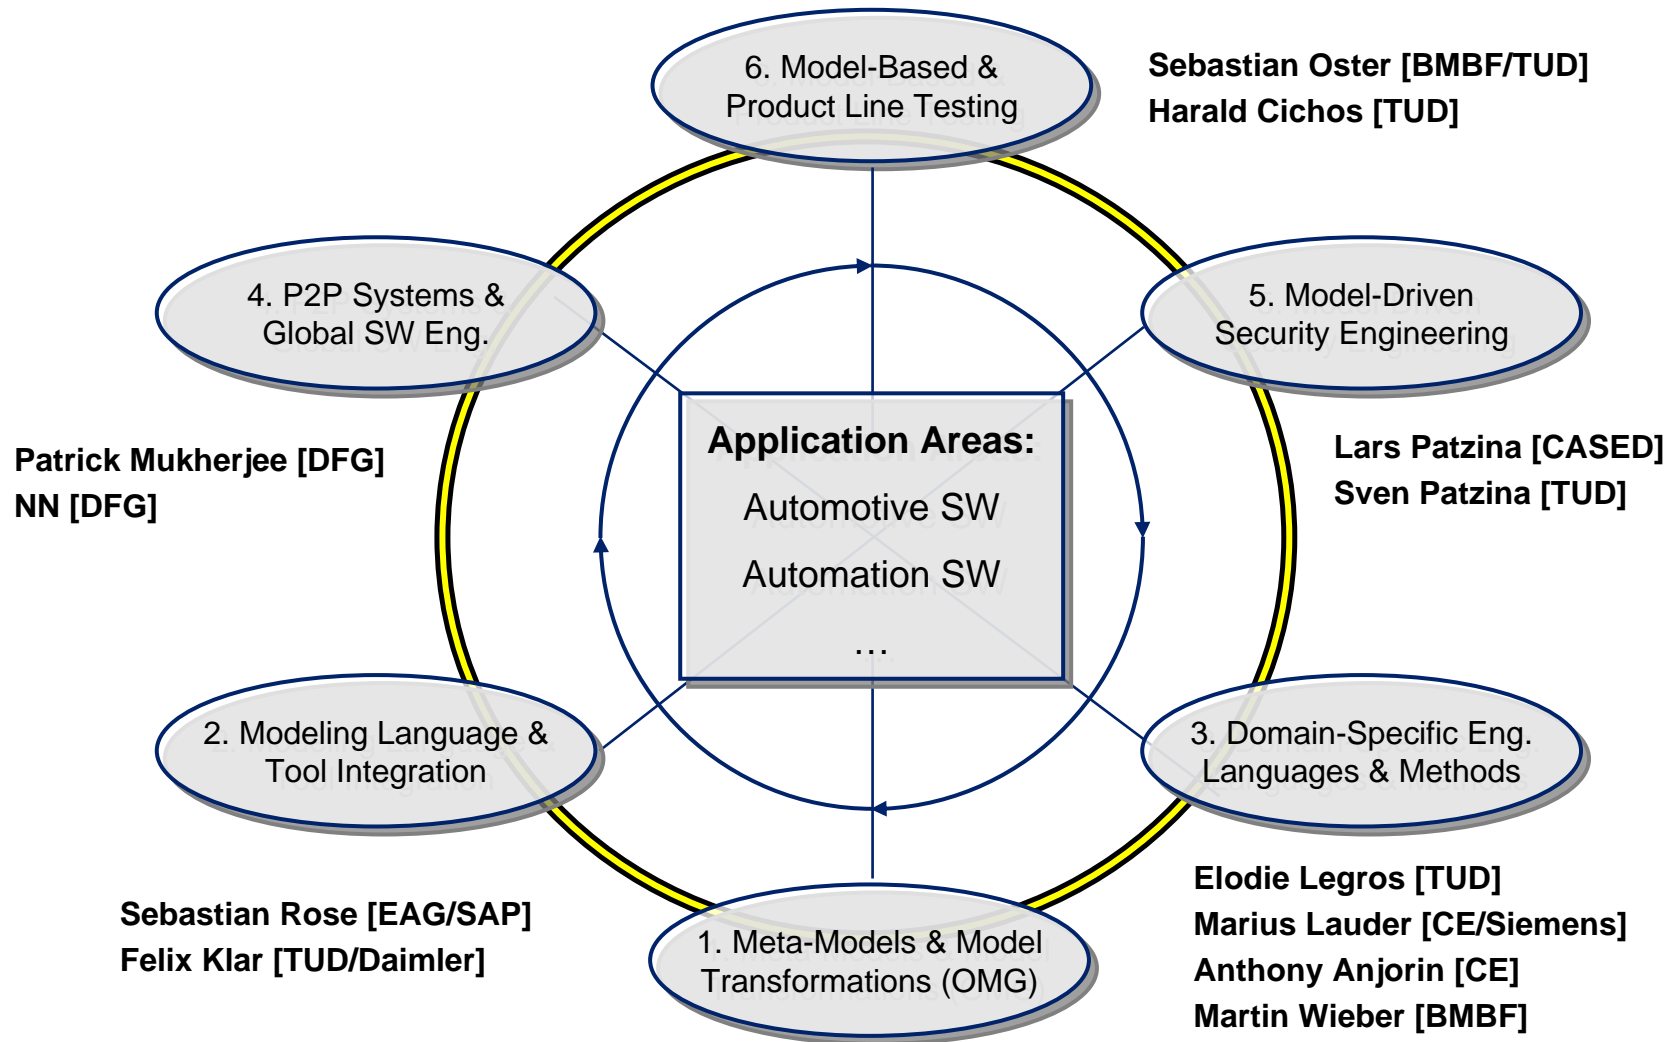 6. Model-Based &
Product Line Testing
Sebastian Oster [BMBF/TUD]
Harald Cichos [TUD]
4. P2P Systems &
Global SW Eng.
5. Model-Driven
Security Engineering
Patrick Mukherjee [DFG]
NN [DFG]
Application Areas:
Automotive SW
Automation SW
…
Lars Patzina [CASED]
Sven Patzina [TUD]
2. Modeling Language &
Tool Integration
3. Domain-Specific Eng.
Languages & Methods
Sebastian Rose [EAG/SAP]
Felix Klar [TUD/Daimler]
1. Meta-Models & Model
Transformations (OMG)
Elodie Legros [TUD]
Marius Lauder [CE/Siemens]
Anthony Anjorin [CE]
Martin Wieber [BMBF]